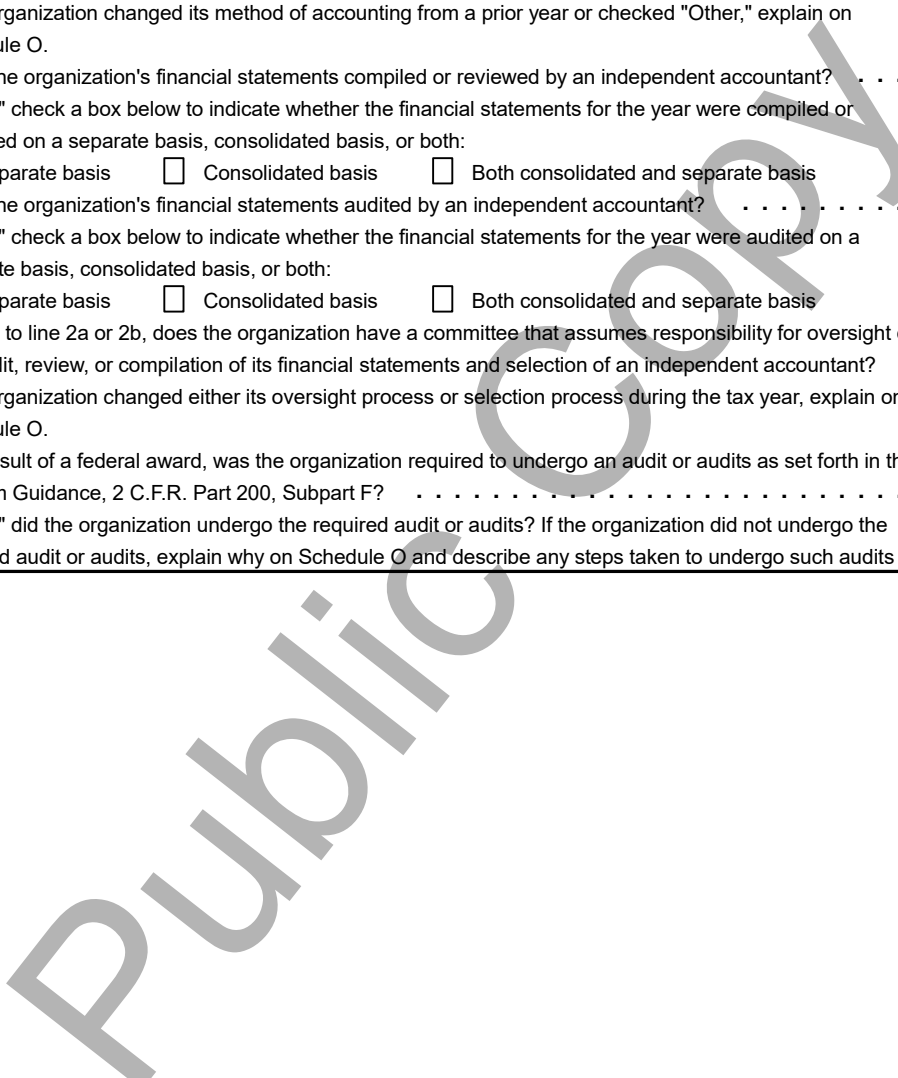 rganization changed its method of accounting from a prior year or checked "Other," explain on
ule O.
he organization's financial statements compiled or reviewed by an independent accountant? . .
" check a box below to indicate whether the financial statements for the year were compiled or
ed on a separate basis, consolidated basis, or both:
parate basis Consolidated basis Both consolidated and separate basis
he organization's financial statements audited by an independent accountant? . . . . . . . . .
" check a box below to indicate whether the financial statements for the year were audited on a
te basis, consolidated basis, or both:
parate basis Consolidated basis Both consolidated and separate basis
to line 2a or 2b, does the organization have a committee that assumes responsibility for oversight
lit, review, or compilation of its financial statements and selection of an independent accountant?
rganization changed either its oversight process or selection process during the tax year, explain or
ule O.
sult of a federal award, was the organization required to undergo an audit or audits as set forth in th
n Guidance, 2 C.F.R. Part 200, Subpart F? . . . . . . . . . . . . . . . . . . . . . . . . . .
" did the organization undergo the required audit or audits? If the organization did not undergo the
d audit or audits, explain why on Schedule O and describe any steps taken to undergo such audits
Public Copy